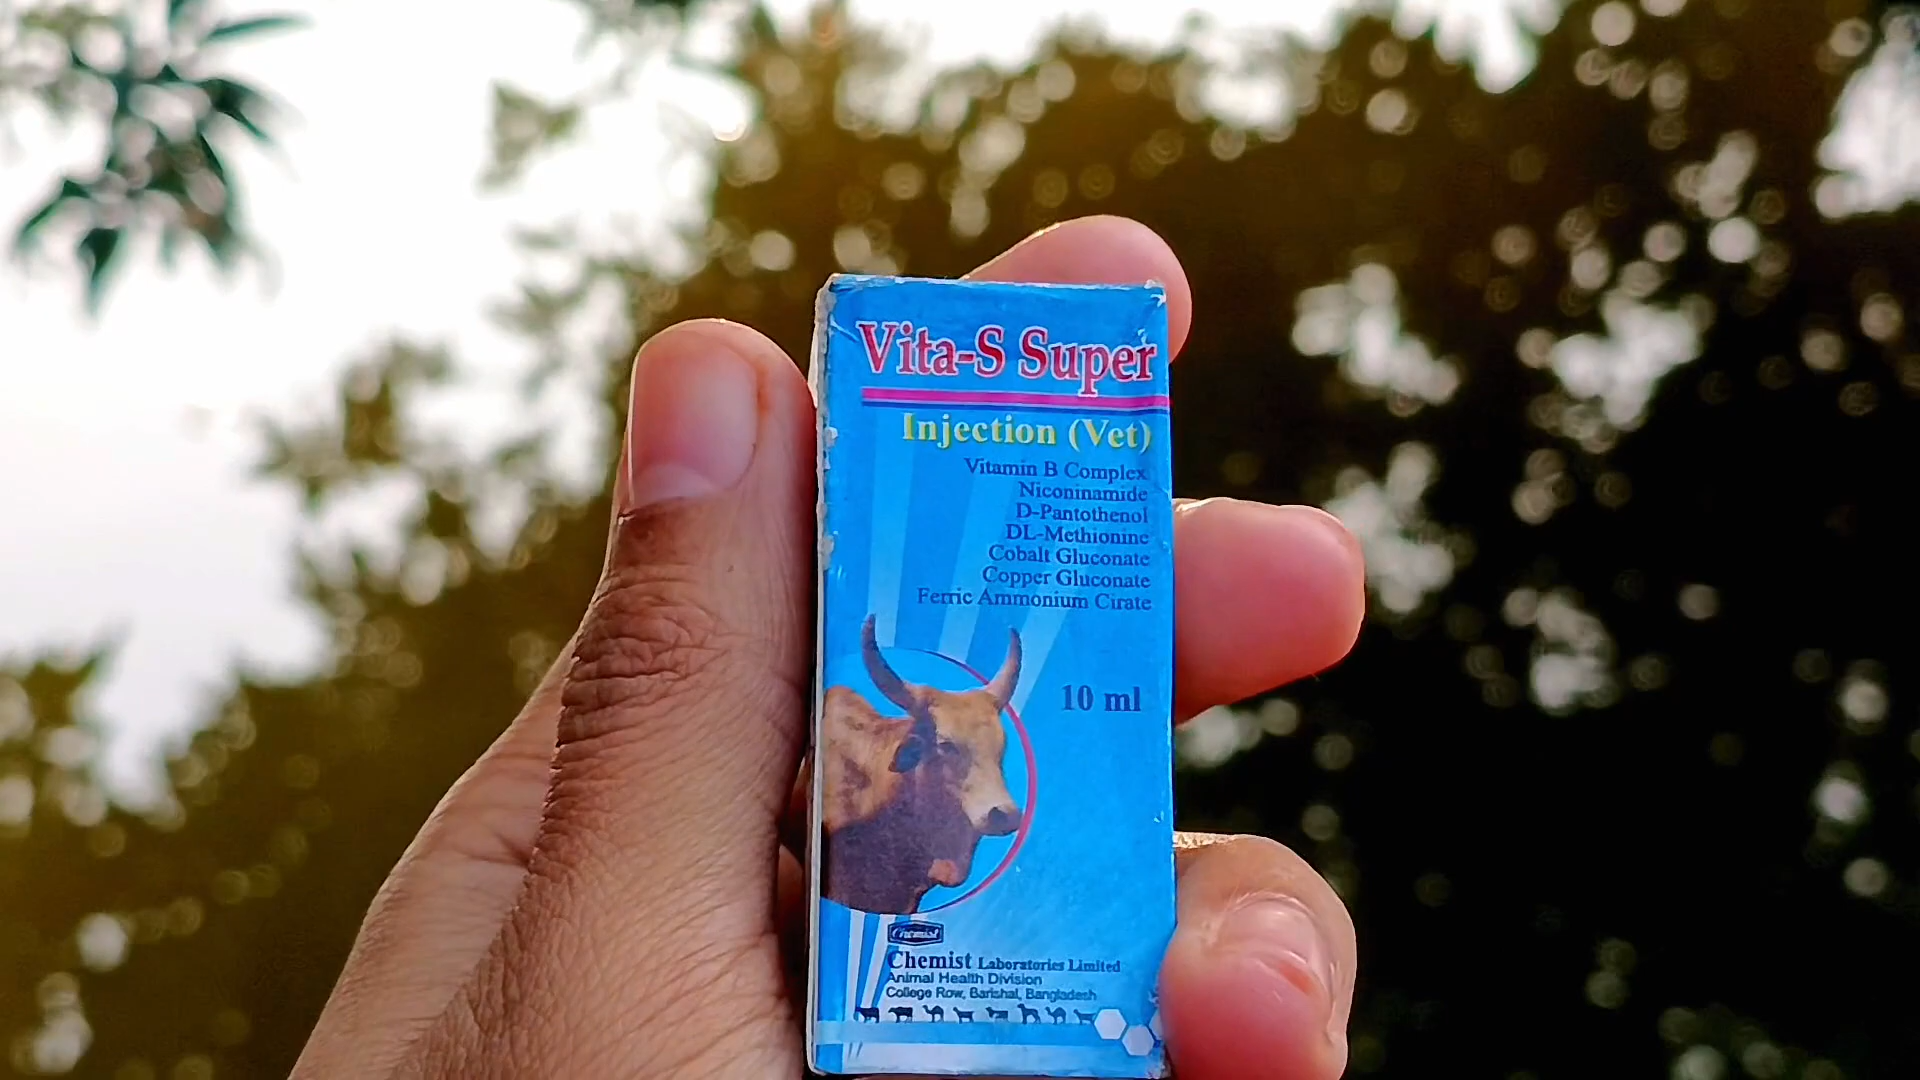 Vita-S Super
Injection (Vet)
Vitamin B Complex
Niconinamide
D-Pantothenol
DL-Methionine
Cobalt Gluconate
Copper Gluconate
Ferric Ammonium Cirate
10 ml
Chemist
Chemist Laboratories Limited
Animal Health Division
College Row, Barishal, Bangladesh